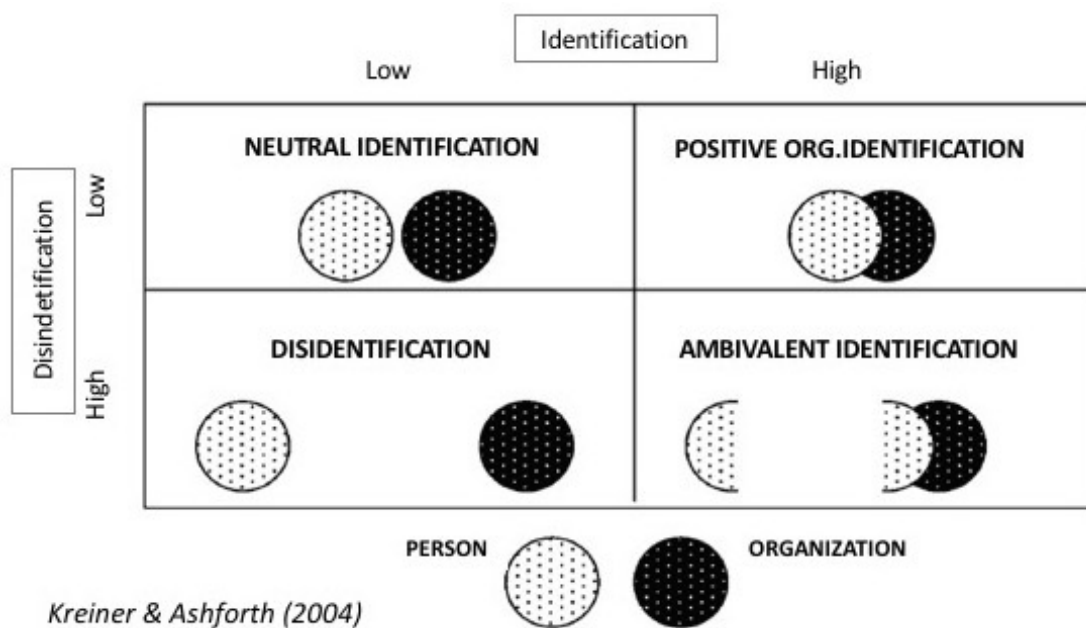 Identification
Low High
NEUTRAL IDENTIFICATION POSITIVE ORG.IDENTIFICATION
Disindetification
Low
DISIDENTIFICATION AMBIVALENT IDENTIFICATION
High
PERSON ORGANIZATION
Kreiner & Ashforth (2004)